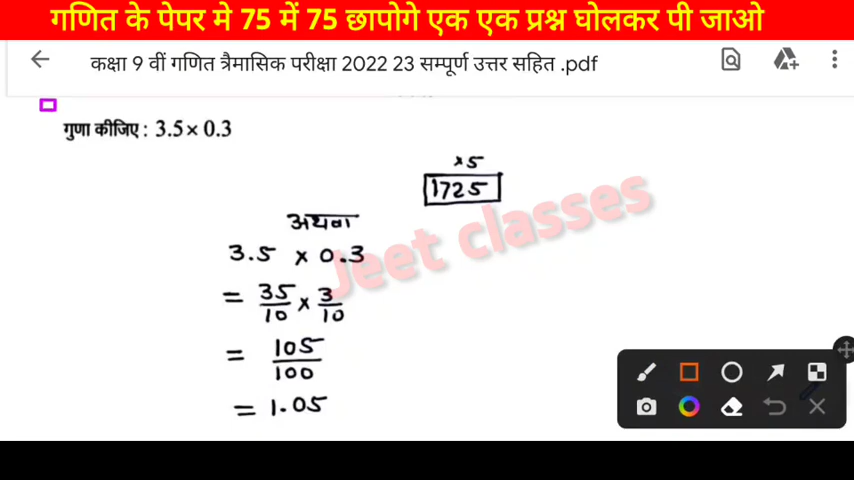 गणित के पेपर मे 75 में 75 छापोगे एक एक प्रश्न घोलकर पी जाओ
कक्षा 9 वीं गणित त्रैमासिक परीक्षा 2022 23 सम्पूर्ण उत्तर सहित .pdf
गुणा कीजिए : 3.5 × 0.3
×5
1725
अथवा
3.5 × 0.3
= 35/10 × 3/10
= 105/100
= 1.05
Jeet classes